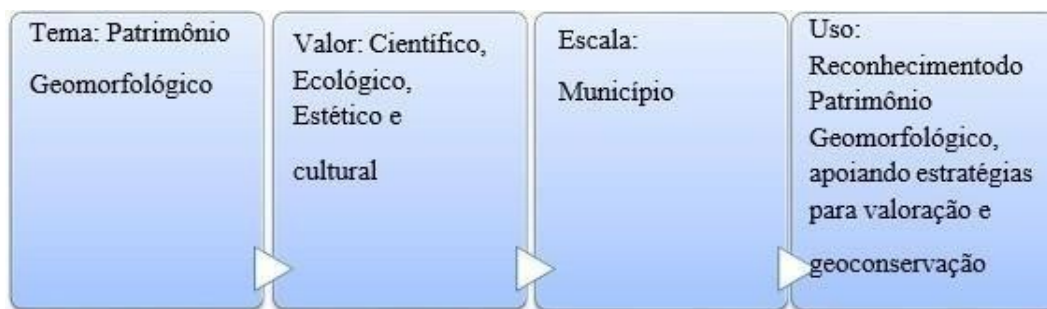 Tema: Patrimônio
Geomorfológico
Valor: Científico,
Ecológico,
Estético e
cultural
Escala:
Município
Uso:
Reconhecimentodo
Patrimônio
Geomorfológico,
apoiando estratégias
para valoração e
geoconservação